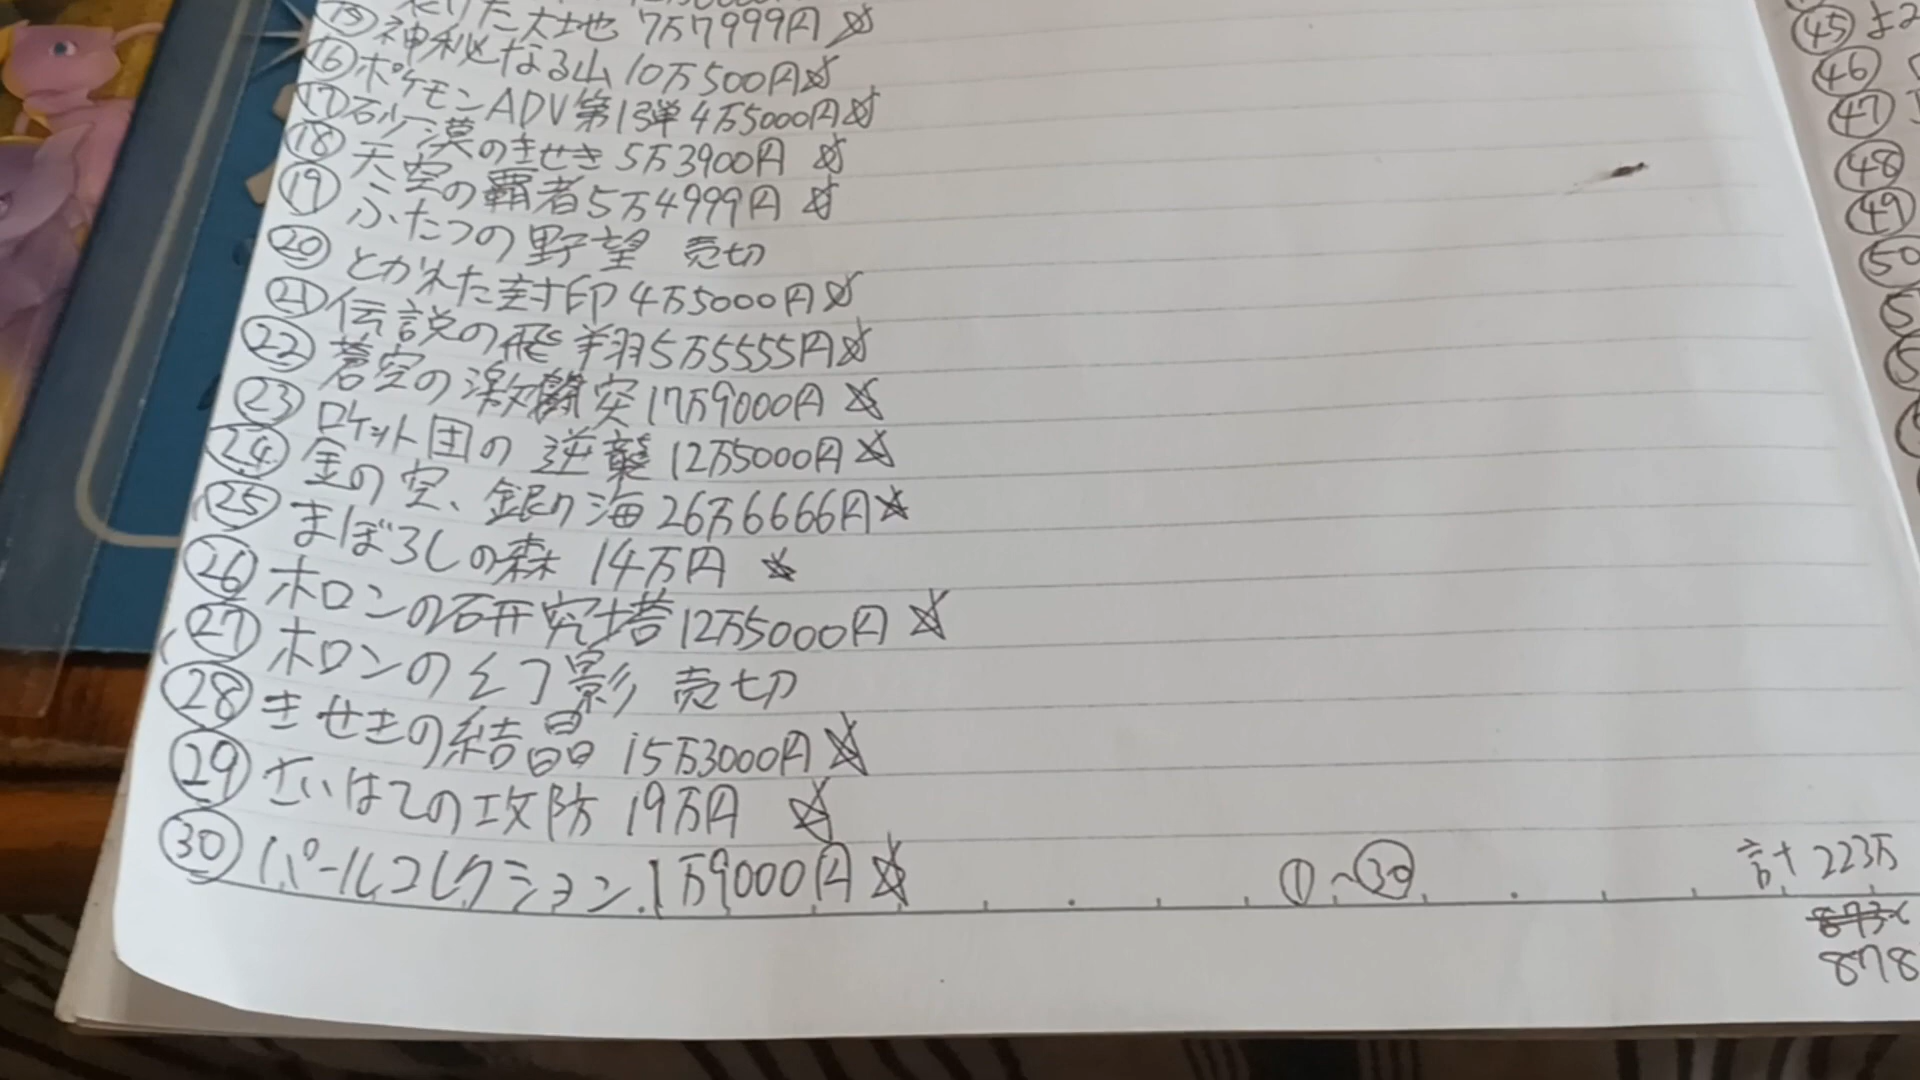 ⑮ 裂けた大地 7万7999円☆
⑯ 神秘なる山 10万500円☆
⑰ ポケモンADV第1弾 4万5000円☆
⑱ 砂漠のきせき 5万3900円 ☆
⑲ 天空の覇者 5万4999円 ☆
⑳ ふたつの野望 売切
㉑ とかれた封印 4万5000円☆
㉒ 伝説の飛翔 5万5555円☆
㉓ 蒼空の激突 17万9000円 ☆
㉔ ロケット団の逆襲 12万5000円☆
㉕ 金の空、銀の海 26万6666円☆
㉖ まぼろしの森 14万円 ☆
㉗ ホロンの研究塔 12万5000円 ☆
㉘ ホロンの幻影 売切
㉙ きせきの結晶 15万3000円☆
㉚ さいはての攻防 19万円 ☆
パールコレクション.1万9000円☆ ①~㉚ 計223万
878
㊺ よ
㊻
㊼
㊽
㊾
㊿